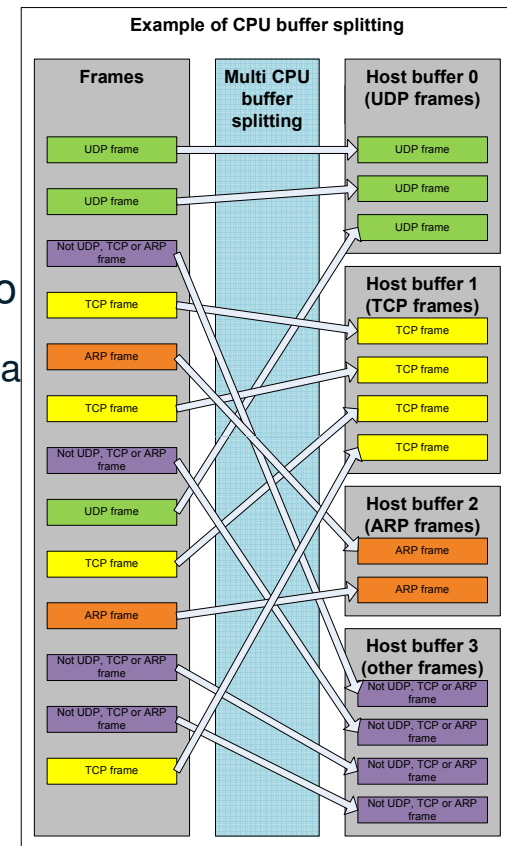 Example of CPU buffer splitting
Frames
UDP frame
UDP frame
Not UDP, TCP or ARP
frame
TCP frame
ARP frame
TCP frame
Not UDP, TCP or ARP
frame
UDP frame
TCP frame
ARP frame
Not UDP, TCP or ARP
frame
Not UDP, TCP or ARP
frame
TCP frame
Multi CPU
buffer
splitting
Host buffer 0
(UDP frames)
UDP frame
UDP frame
UDP frame
Host buffer 1
(TCP frames)
TCP frame
TCP frame
TCP frame
TCP frame
Host buffer 2
(ARP frames)
ARP frame
ARP frame
Host buffer 3
(other frames)
Not UDP, TCP or ARP
frame
Not UDP, TCP or ARP
frame
Not UDP, TCP or ARP
frame
Not UDP, TCP or ARP
frame